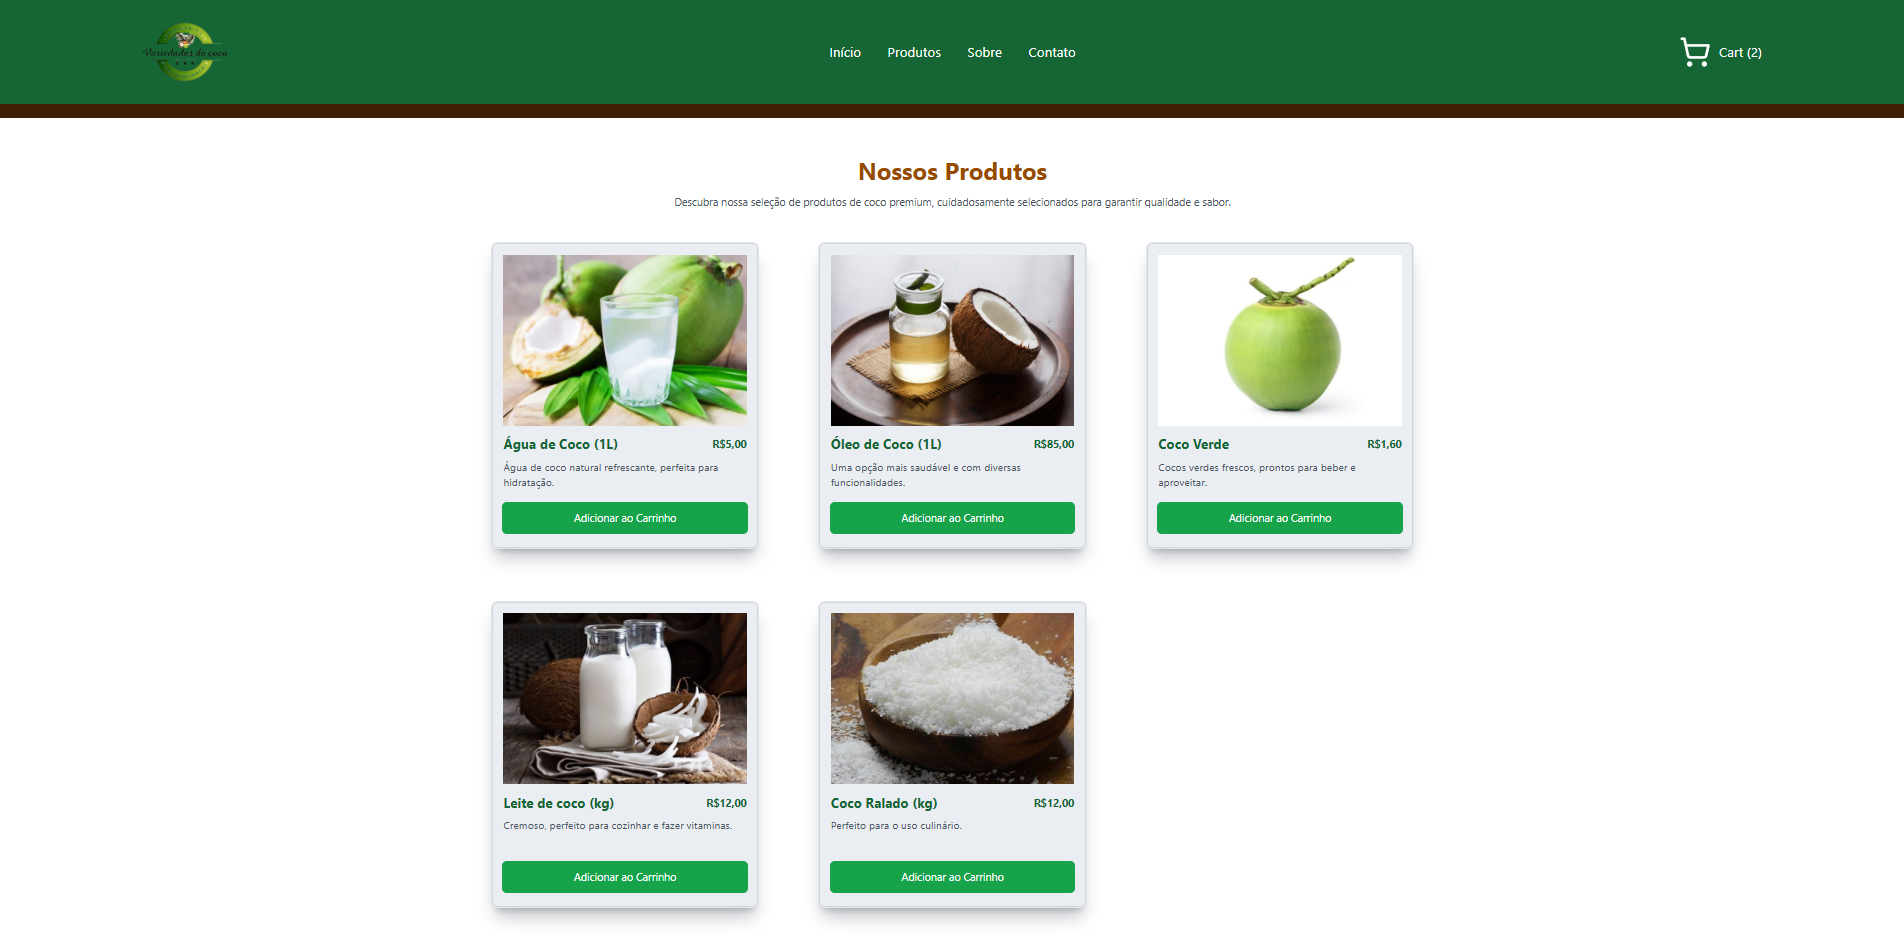 Variedades do coco
Início Produtos Sobre Contato
Cart (2)
Nossos Produtos
Descubra nossa seleção de produtos de coco premium, cuidadosamente selecionados para garantir qualidade e sabor.
Água de Coco (1L) R$5,00
Água de coco natural refrescante, perfeita para
hidratação.
Adicionar ao Carrinho
Óleo de Coco (1L) R$85,00
Uma opção mais saudável e com diversas
funcionalidades.
Adicionar ao Carrinho
Coco Verde R$1,60
Cocos verdes frescos, prontos para beber e
aproveitar.
Adicionar ao Carrinho
Leite de coco (kg) R$12,00
Cremoso, perfeito para cozinhar e fazer vitaminas.
Adicionar ao Carrinho
Coco Ralado (kg) R$12,00
Perfeito para o uso culinário.
Adicionar ao Carrinho